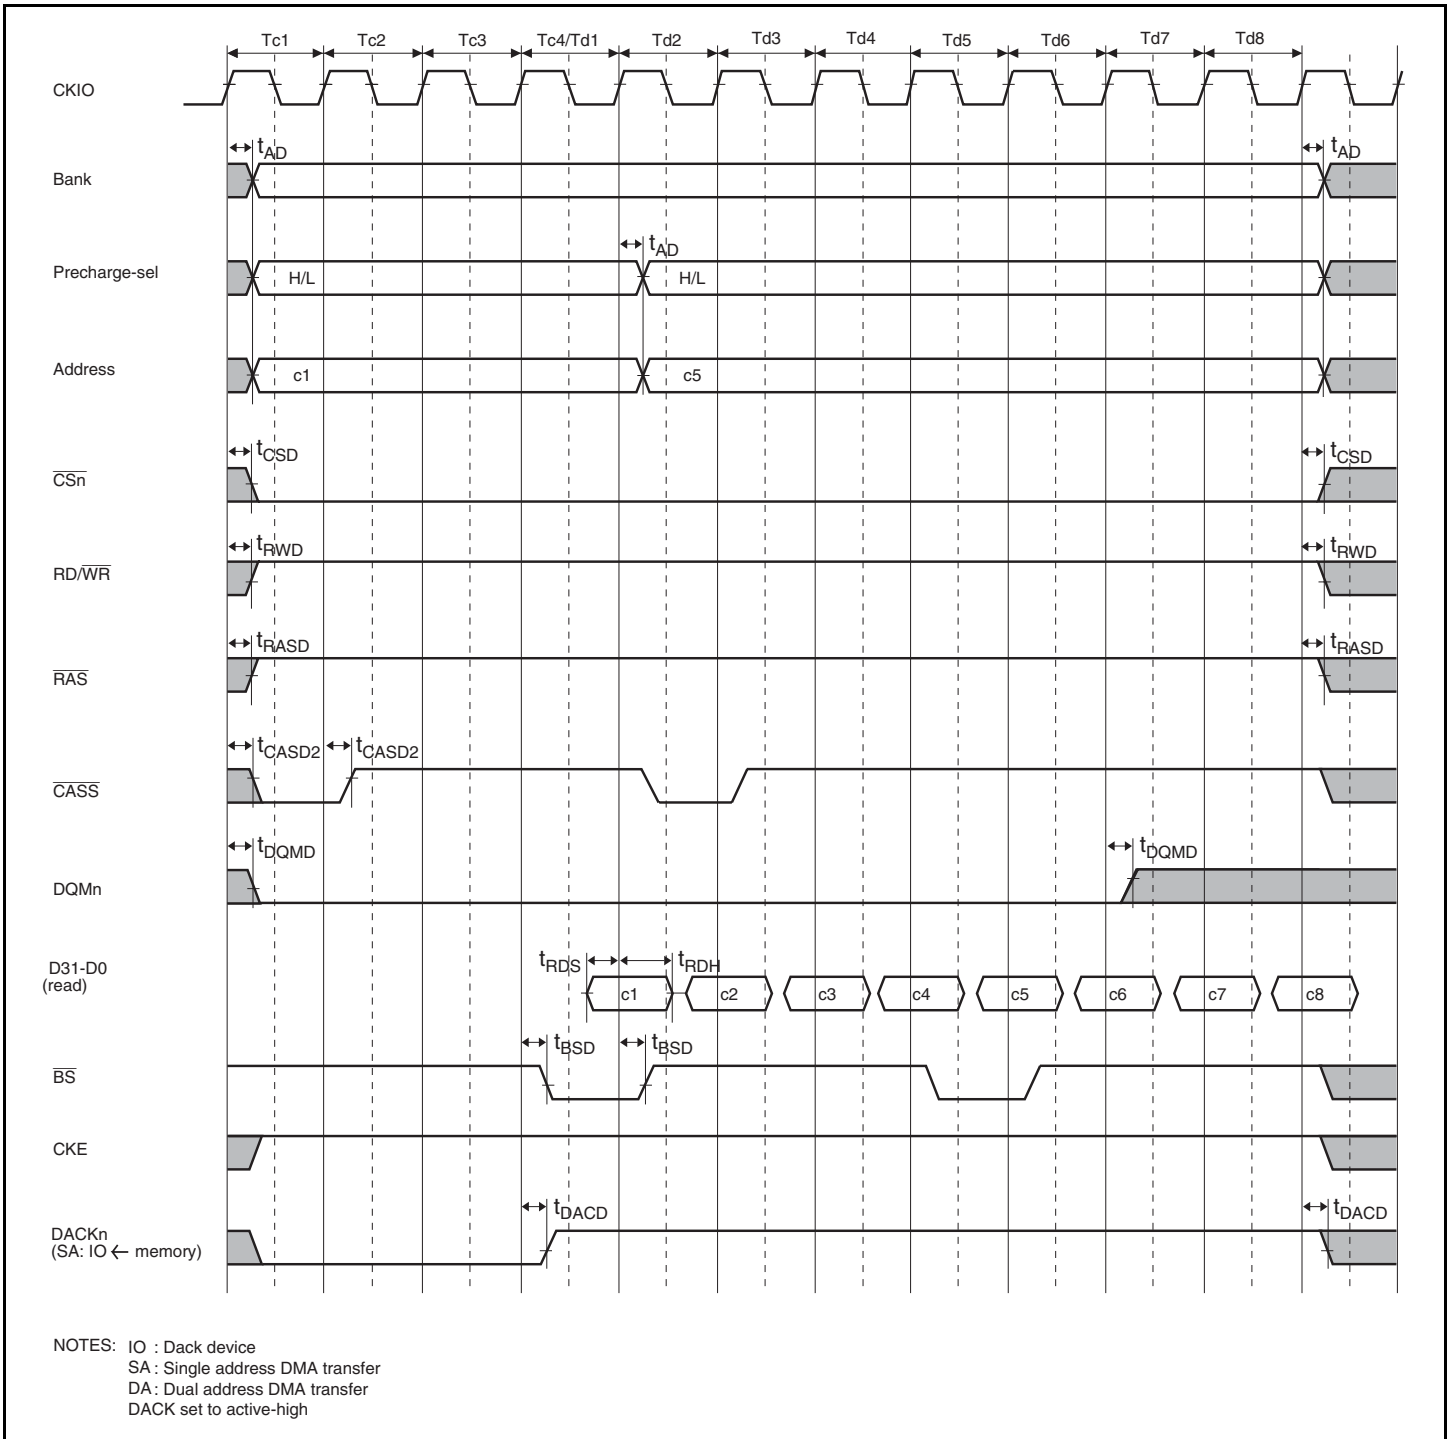 Tc1 Tc2 Tc3 Tc4/Td1 Td2 Td3 Td4 Td5 Td6 Td7 Td8
CKIO
tAD tAD
Bank
tAD
Precharge-sel H/L H/L
Address c1 c5
tCSD tCSD
CSn
tRWD tRWD
RD/WR
tRASD tRASD
RAS
tCASD2 tCASD2
CASS
tDQMD tDQMD
DQMn
D31-D0 tRDS tRDH
(read) c1 c2 c3 c4 c5 c6 c7 c8
tBSD tBSD
BS
CKE
tDACD tDACD
DACKn
(SA: IO ← memory)
NOTES: IO : Dack device
SA : Single address DMA transfer
DA : Dual address DMA transfer
DACK set to active-high